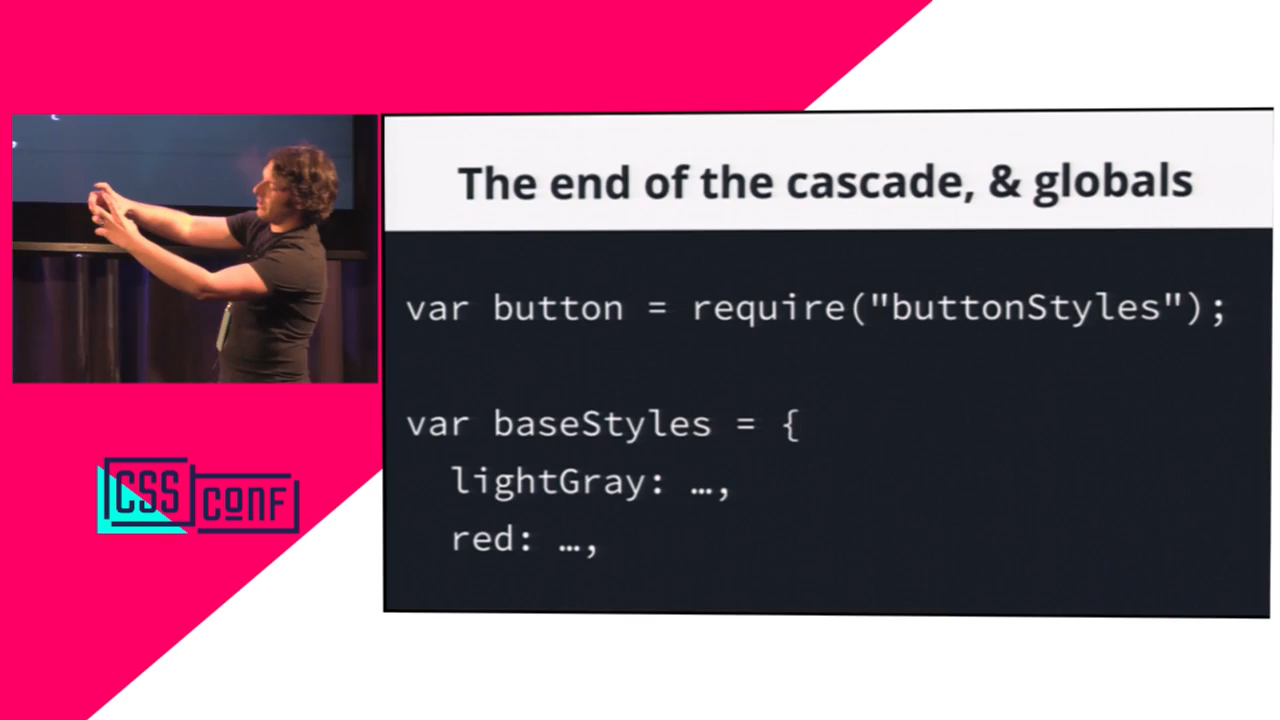 The end of the cascade, & globals
var button = require("buttonStyles");
var baseStyles = {
lightGray: …,
red: …,
CSS
CONF